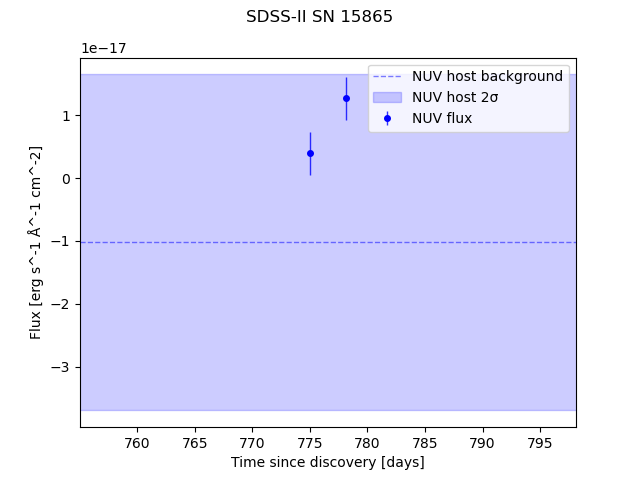 SDSS-II SN 15865
1e−17
NUV host background
NUV host 2σ
NUV flux
1
0
−1
−2
−3
Flux [erg s^-1 Å^-1 cm^-2]
760 765 770 775 780 785 790 795
Time since discovery [days]